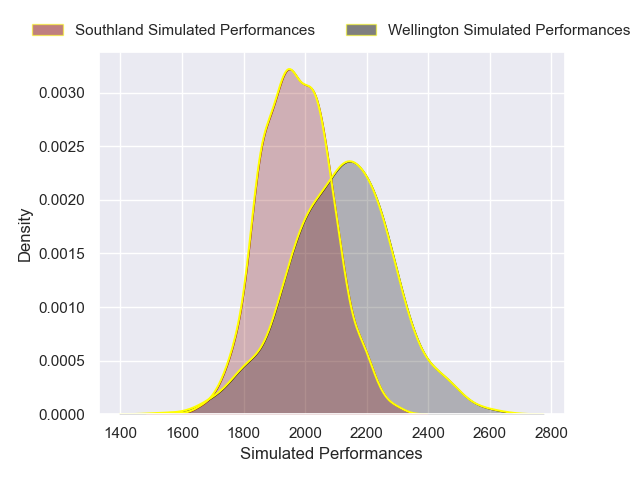 Southland Simulated Performances Wellington Simulated Performances
0.0030
0.0025
0.0020
0.0015
0.0010
0.0005
0.0000
Density
1400 1600 1800 2000 2200 2400 2600 2800
Simulated Performances